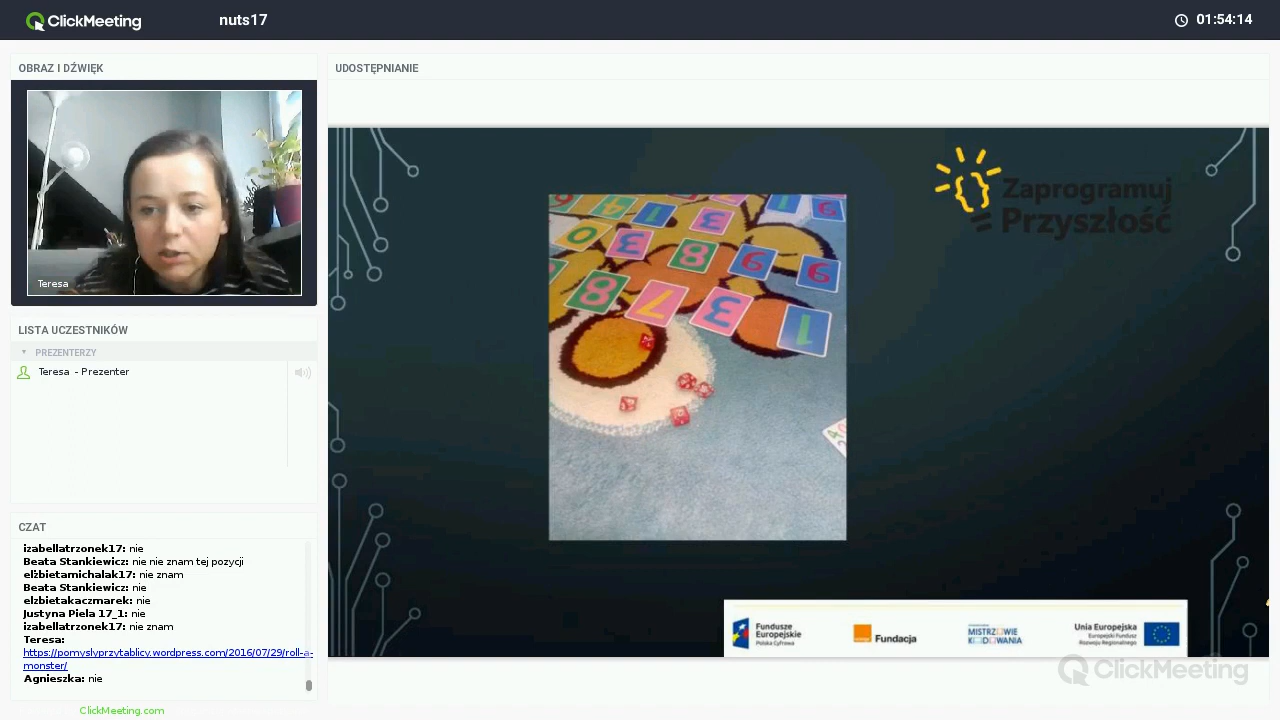 ClickMeeting
nuts17
01:54:14
OBRAZ I DŹWIĘK
UDOSTĘPNIANIE
Teresa
Zaprogramuj
Przyszłość
LISTA UCZESTNIKÓW
PREZENTERZY
Teresa - Prezenter
CZAT
izabellatrzonek17: nie
Beata Stankiewicz: nie nie znam tej pozycji
elżbietamichalak17: nie znam
Beata Stankiewicz: nie
elzbietakaczmarek: nie
Justyna Piela 17_1: nie
izabellatrzonek17: nie znam
Teresa:
https://pomyslyprzytablicy.wordpress.com/2016/07/29/roll-a-
monster/
Agnieszka: nie
Fundusze
Europejskie
Polska Cyfrowa
Fundacja
MISTRZOWIE
KODOWANIA
Unia Europejska
Europejski Fundusz
Rozwoju Regionalnego
ClickMeeting
ClickMeeting.com